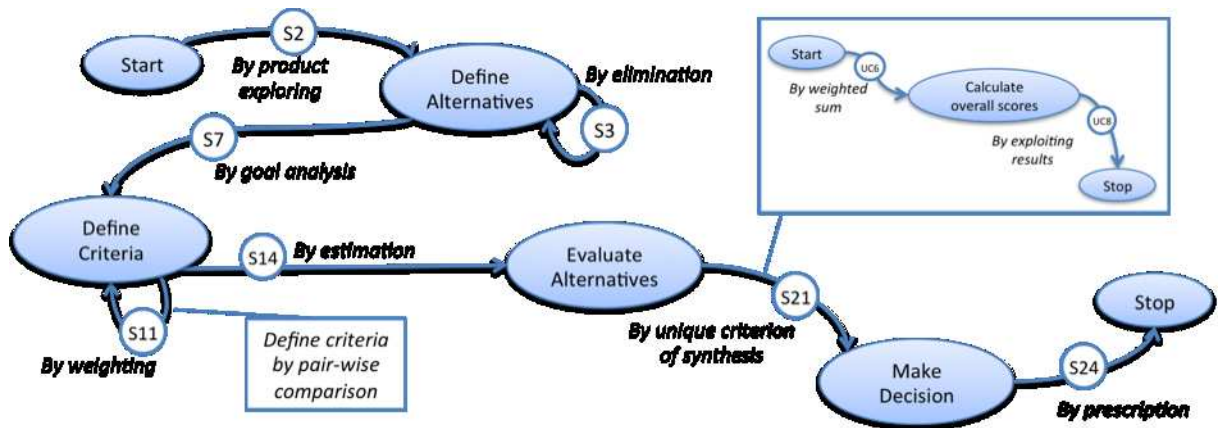 Start
S2
By product
exploring
Define
Alternatives
By elimination
S3
S7
By goal analysis
Define
Criteria
S11
By weighting
Define criteria
by pair-wise
comparison
S14
By estimation
Evaluate
Alternatives
S21
By unique criterion
of synthesis
Start
UC6
By weighted
sum
Calculate
overall scores
UC8
By exploiting
results
Stop
Make
Decision
S24
By prescription
Stop